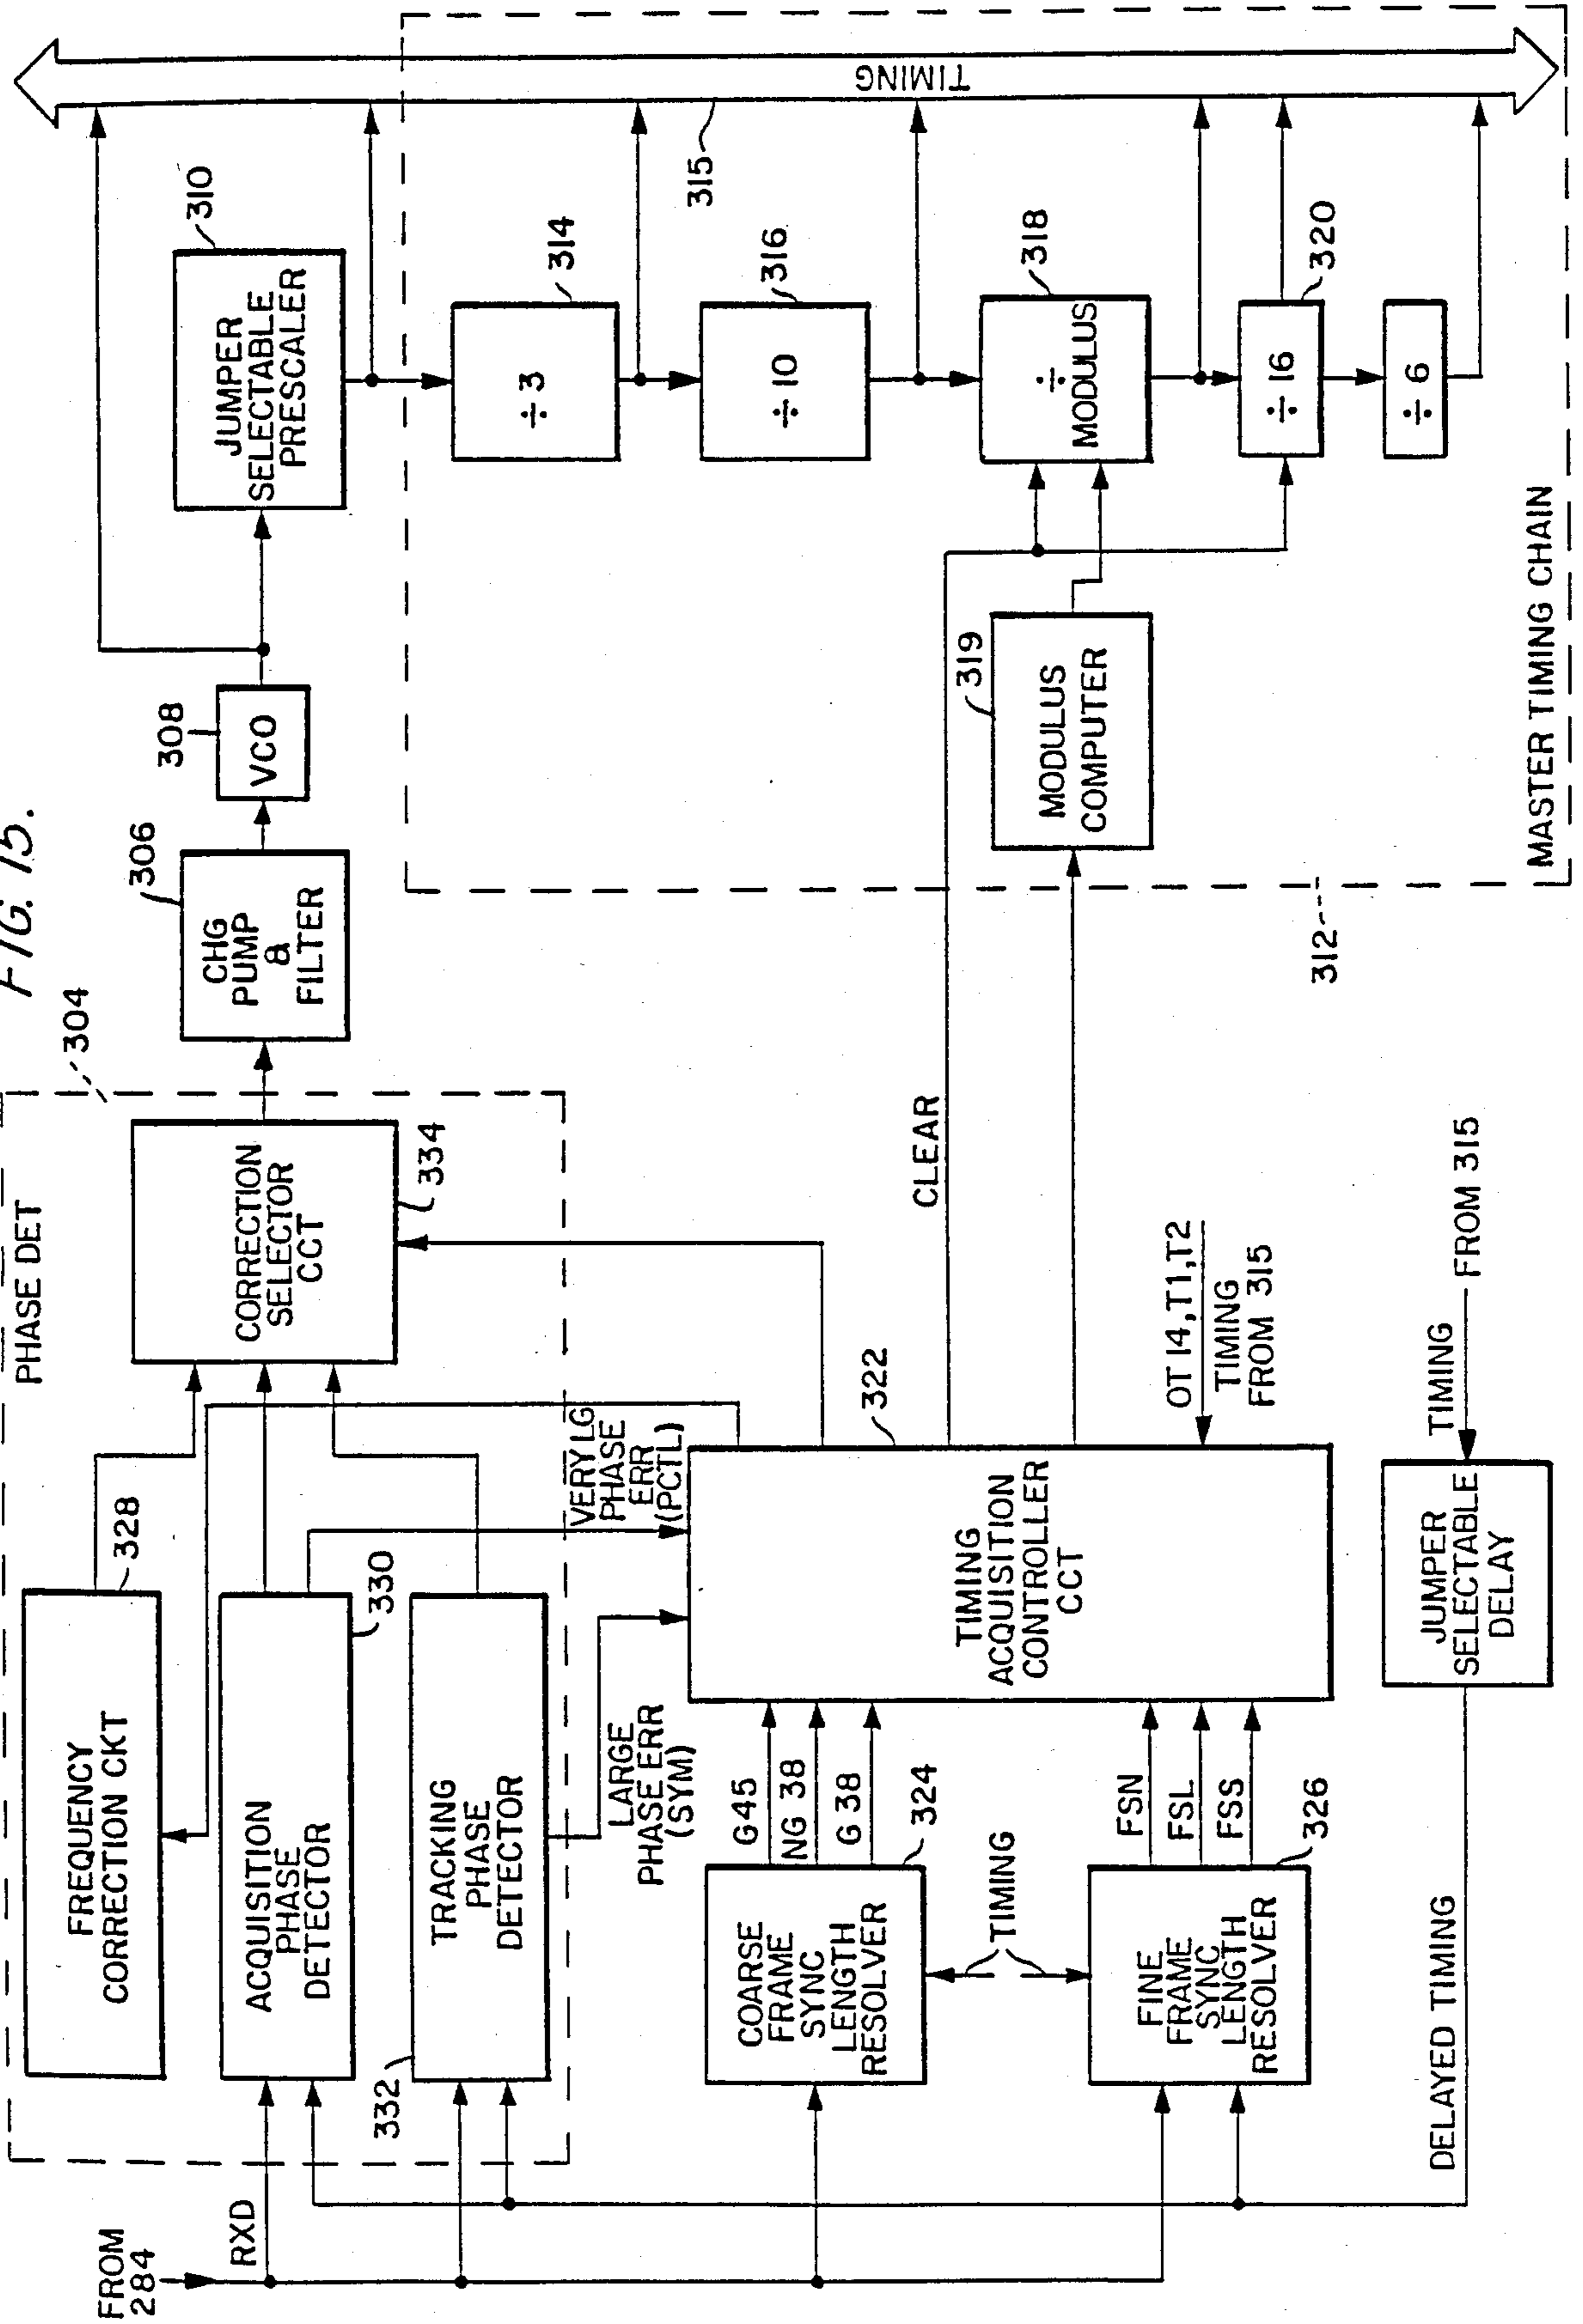 FIG. 15.
FROM
284
RXD
PHASE DET
304
FREQUENCY
CORRECTION CKT
328
ACQUISITION
PHASE
DETECTOR
330
TRACKING
PHASE
DETECTOR
332
CORRECTION
SELECTOR
CCT
334
CHG
PUMP
&
FILTER
306
VCO
308
JUMPER
SELECTABLE
PRESCALER
310
LARGE
PHASE ERR
(SYM)
VERY LG
PHASE
ERR
(PCTL)
COARSE
FRAME
SYNC
LENGTH
RESOLVER
324
G45
NG 38
G 38
TIMING
FINE
FRAME
SYNC
LENGTH
RESOLVER
326
FSN
FSL
FSS
TIMING
ACQUISITION
CONTROLLER
CCT
322
CLEAR
OT 14, T1, T2
TIMING
FROM 315
DELAYED TIMING
JUMPER
SELECTABLE
DELAY
TIMING
FROM 315
312
MODULUS
COMPUTER
319
÷ 3
314
÷ 10
316
÷
MODULUS
318
÷ 16
320
÷ 6
315
TIMING
MASTER TIMING CHAIN